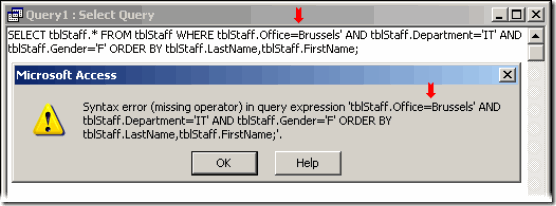 Query1 : Select Query
SELECT tblStaff.* FROM tblStaff WHERE tblStaff.Office=Brussels' AND tblStaff.Department='IT' AND
tblStaff.Gender='F' ORDER BY tblStaff.LastName,tblStaff.FirstName;
Microsoft Access
Syntax error (missing operator) in query expression 'tblStaff.Office=Brussels' AND
tblStaff.Department='IT' AND tblStaff.Gender='F' ORDER BY
tblStaff.LastName,tblStaff.FirstName;'.
OK Help